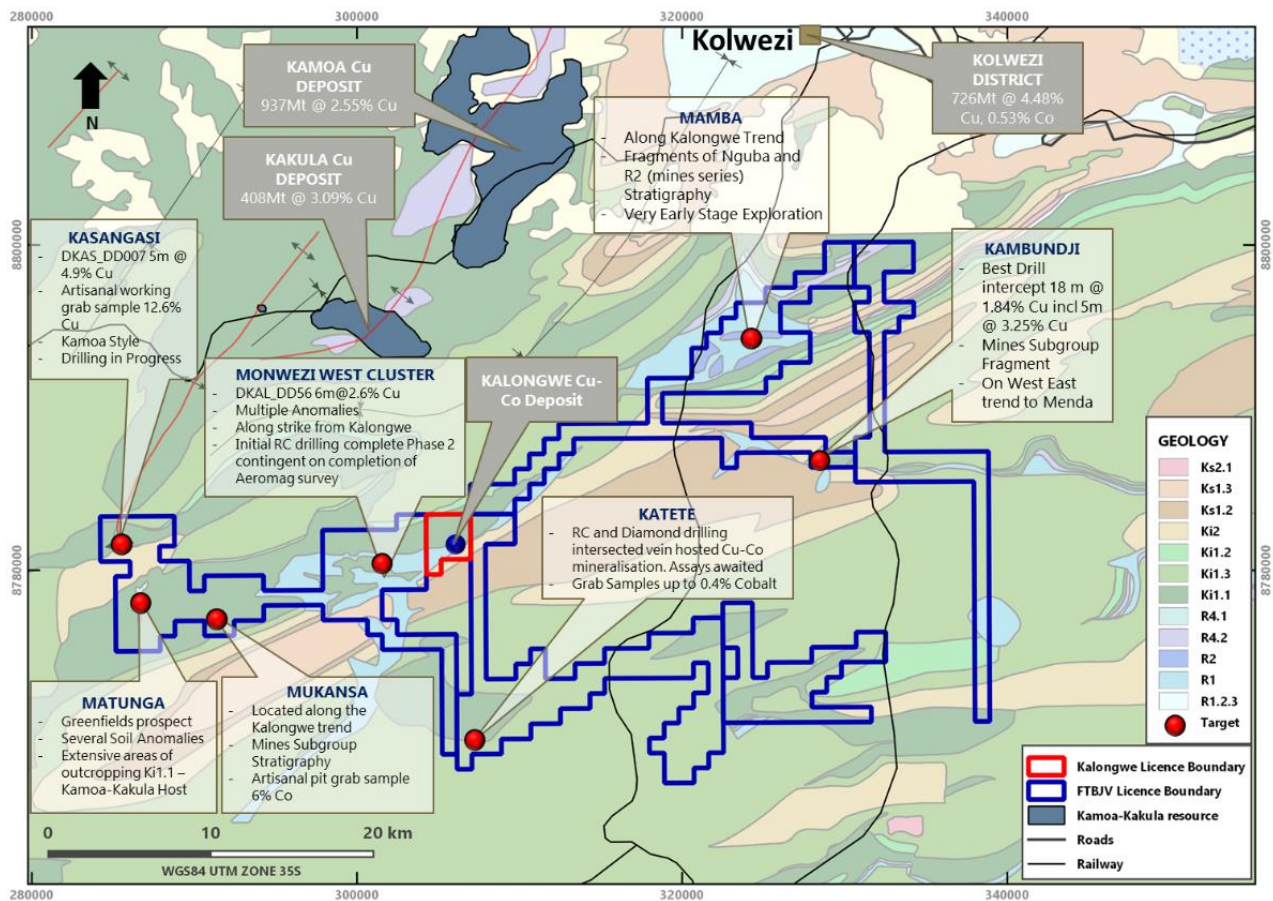 280000
300000
320000
340000
Kolwezi
N
KAMOA Cu
DEPOSIT
937Mt @ 2.55% Cu
KOLWEZI
DISTRICT
726Mt @ 4.48%
Cu, 0.53% Co
MAMBA
- Along Kalongwe Trend
- Fragments of Nguba and
R2 (mines series)
Stratigraphy
- Very Early Stage Exploration
KAKULA Cu
DEPOSIT
408Mt @ 3.09% Cu
8800000
8800000
KASANGASI
- DKAS_DD007 5m @
4.9% Cu
- Artisanal working
grab sample 12.6%
Cu
- Kamoa Style
- Drilling in Progress
KAMBUNDJI
- Best Drill
intercept 18 m @
1.84% Cu incl 5m
@ 3.25% Cu
- Mines Subgroup
Fragment
- On West East
trend to Menda
MONWEZI WEST CLUSTER
- DKAL_DD56 6m@2.6% Cu
- Multiple Anomalies
- Along strike from Kalongwe
- Initial RC drilling complete Phase 2
contingent on completion of
Aeromag survey
KALONGWE Cu-
Co Deposit
KATETE
- RC and Diamond drilling
intersected vein hosted Cu-Co
mineralisation. Assays awaited
- Grab Samples up to 0.4% Cobalt
8780000
8780000
MATUNGA
- Greenfields prospect
- Several Soil Anomalies
- Extensive areas of
outcropping Ki1.1 –
Kamoa-Kakula Host
MUKANSA
- Located along the
Kalongwe trend
- Mines Subgroup
Stratigraphy
- Artisanal pit grab sample
6% Co
GEOLOGY
Ks2.1
Ks1.3
Ks1.2
Ki2
Ki1.2
Ki1.3
Ki1.1
R4.1
R4.2
R2
R1
R1.2.3
Target
Kalongwe Licence Boundary
FTBJV Licence Boundary
Kamoa-Kakula resource
Roads
Railway
0 10 20 km
WGS84 UTM ZONE 35S
280000
300000
320000
340000